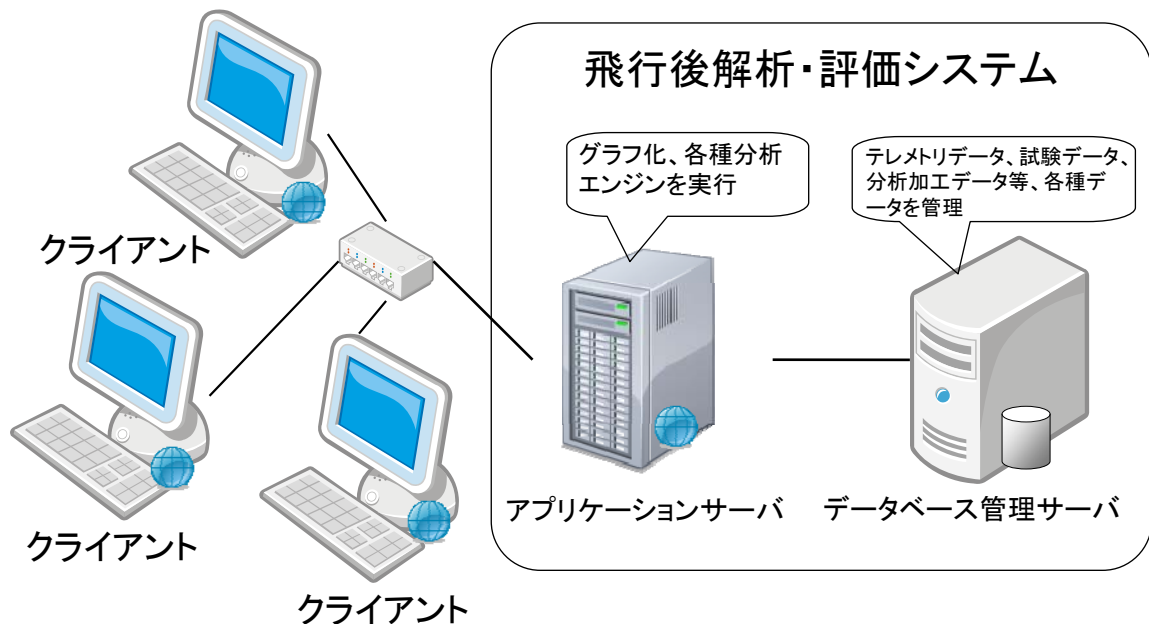 飛行後解析・評価システム
グラフ化、各種分析
エンジンを実行
テレメトリデータ、試験データ、
分析加工データ等、各種デ
ータを管理
クライアント
クライアント
クライアント
アプリケーションサーバ
データベース管理サーバ